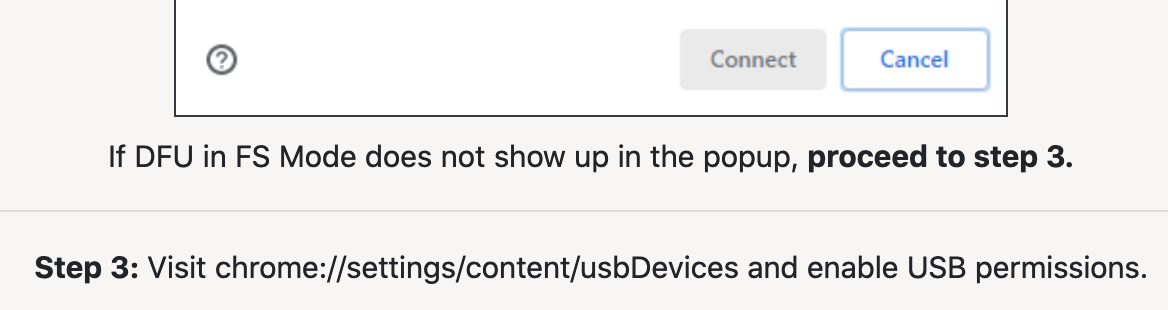 Connect Cancel
If DFU in FS Mode does not show up in the popup, proceed to step 3.
Step 3: Visit chrome://settings/content/usbDevices and enable USB permissions.